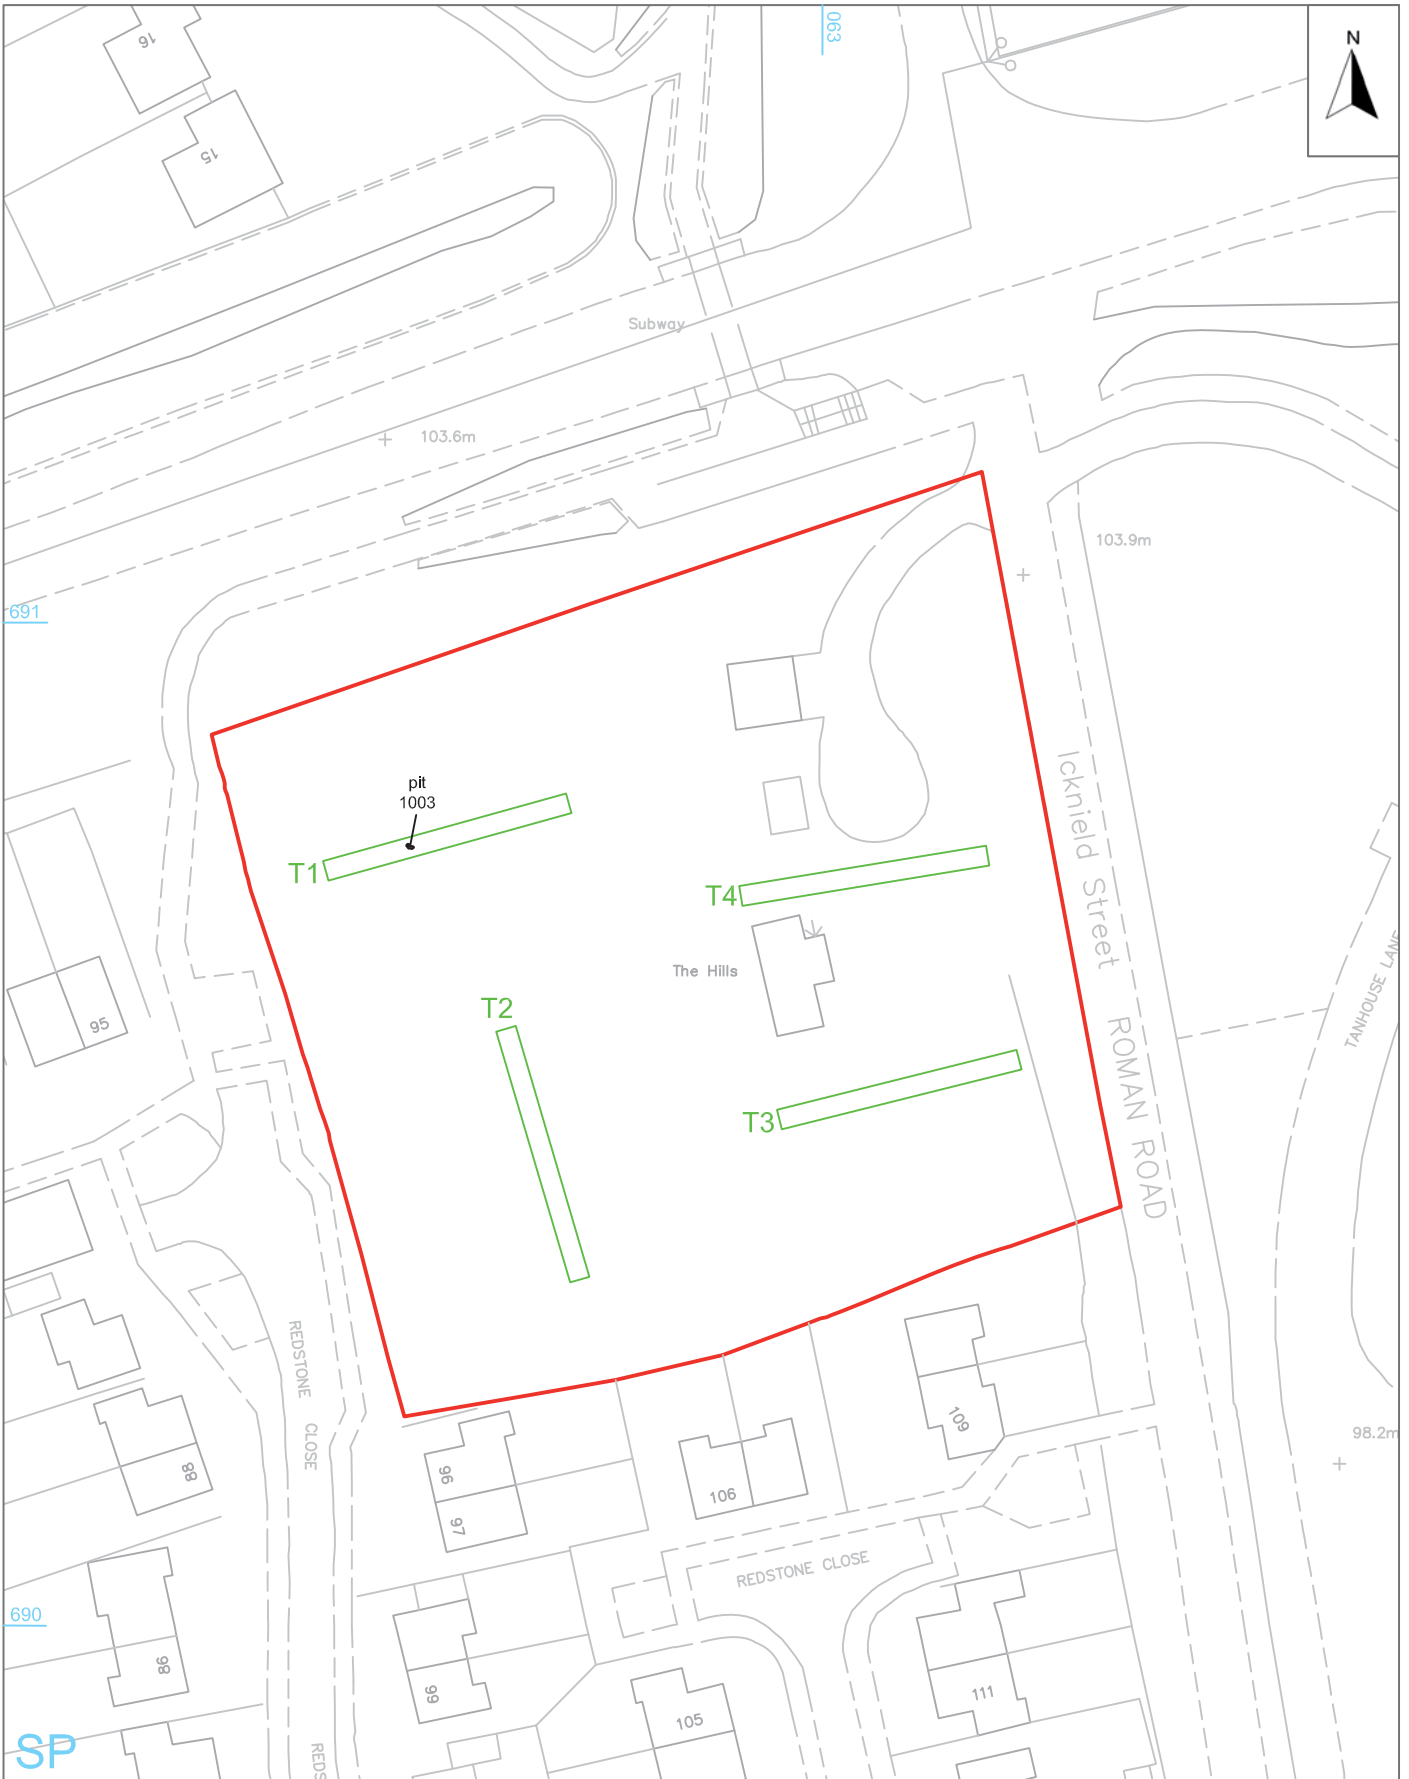 16
063
N
15
Subway
103.6m
103.9m
691
pit
1003
T1
T4
Icknield Street
ROMAN ROAD
The Hills
T2
TANHOUSE LANE
95
T3
REDSTONE CLOSE
109
98.2m
96
88
106
97
REDSTONE CLOSE
690
98
99
111
105
SP
REDS